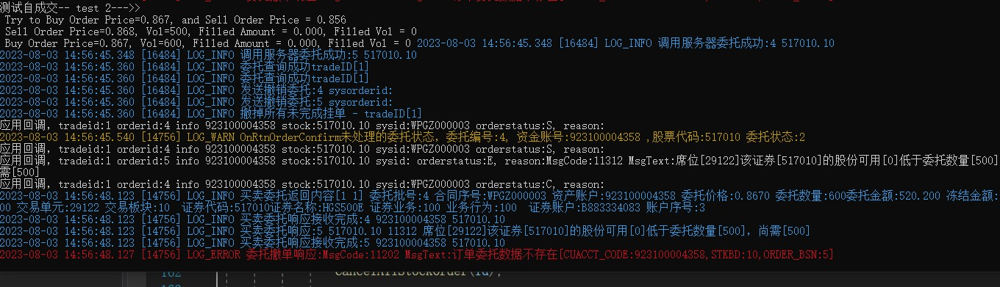 测试自成交-- test 2--->>
Try to Buy Order Price=0.867, and Sell Order Price = 0.856
Sell Order Price=0.868, Vol=500, Filled Amount = 0.000, Filled Vol = 0
Buy Order Price=0.867, Vol=600, Filled Amount = 0.000, Filled Vol = 0 2023-08-03 14:56:45.348 [16484] LOG_INFO 调用服务器委托成功:4 517010.10
2023-08-03 14:56:45.348 [16484] LOG_INFO 调用服务器委托成功:5 517010.10
2023-08-03 14:56:45.360 [16484] LOG_INFO 委托查询成功tradeID[1]
2023-08-03 14:56:45.360 [16484] LOG_INFO 委托查询成功tradeID[1]
2023-08-03 14:56:45.360 [16484] LOG_INFO 发送撤销委托:4 sysorderid:
2023-08-03 14:56:45.360 [16484] LOG_INFO 发送撤销委托:5 sysorderid:
2023-08-03 14:56:45.360 [16484] LOG_INFO 撤掉所有未完成挂单 - tradeID[1]
应用回调, tradeid:1 orderid:4 info 923100004358 stock:517010.10 sysid:WPGZ000003 orderstatus:S, reason:
2023-08-03 14:56:45.540 [14756] LOG_WARN OnRtnOrderConfirm未处理的委托状态, 委托编号:4, 资金账号:923100004358 ,股票代码:517010 委托状态:2
应用回调, tradeid:1 orderid:4 info 923100004358 stock:517010.10 sysid:WPGZ000003 orderstatus:S, reason:
应用回调, tradeid:1 orderid:5 info 923100004358 stock:517010.10 sysid: orderstatus:E, reason:MsgCode:11312 MsgText:席位[29122]该证券[517010]的股份可用[0]低于委托数量[500]
需[500]
应用回调, tradeid:1 orderid:4 info 923100004358 stock:517010.10 sysid:WPGZ000003 orderstatus:C, reason:
2023-08-03 14:56:48.123 [14756] LOG_INFO 买卖委托返回内容[1 1] 委托批号:4 合同序号:WPGZ000003 资产账户:923100004358 委托价格:0.8670 委托数量:600委托金额:520.200 冻结金额:
00 交易单元:29122 交易板块:10 证券代码:517010证券名称:HGS500E 证券业务:100 业务行为:100 证券账户:B883334083 账户序号:3
2023-08-03 14:56:48.123 [14756] LOG_INFO 买卖委托响应接收完成:4 923100004358 517010.10
2023-08-03 14:56:48.123 [14756] LOG_INFO 买卖委托响应:5 517010.10 11312 席位[29122]该证券[517010]的股份可用[0]低于委托数量[500], 尚需[500]
2023-08-03 14:56:48.123 [14756] LOG_INFO 买卖委托响应接收完成:5 923100004358 517010.10
2023-08-03 14:56:48.127 [14756] LOG_ERROR 委托撤单响应:MsgCode:11202 MsgText:订单委托数据不存在[CUACCT_CODE:923100004358,STKBD:10,ORDER_BSN:5]
162